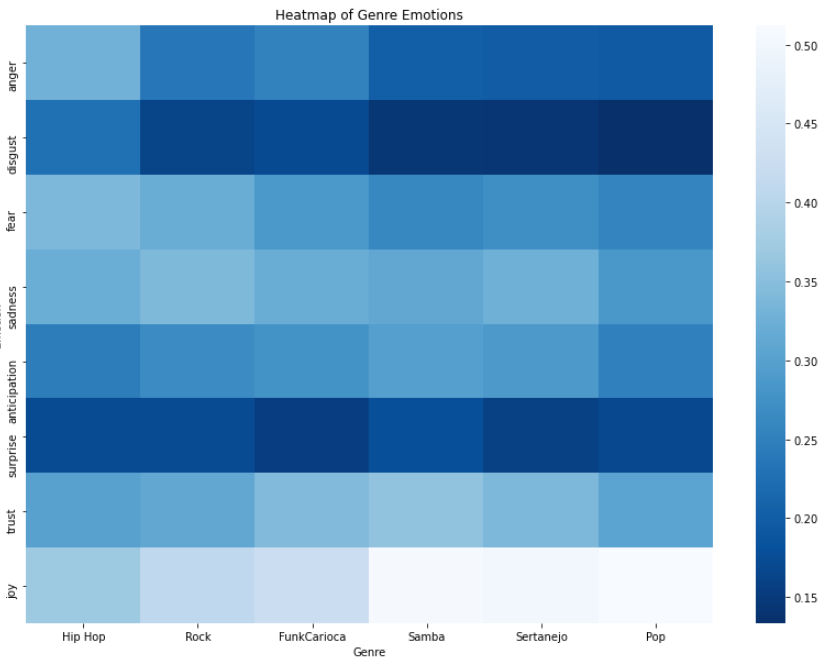 Heatmap of Genre Emotions
anger
disgust
fear
sadness
anticipation
surprise
trust
joy
Hip Hop Rock FunkCarioca Samba Sertanejo Pop
Genre
0.50
0.45
0.40
0.35
0.30
0.25
0.20
0.15